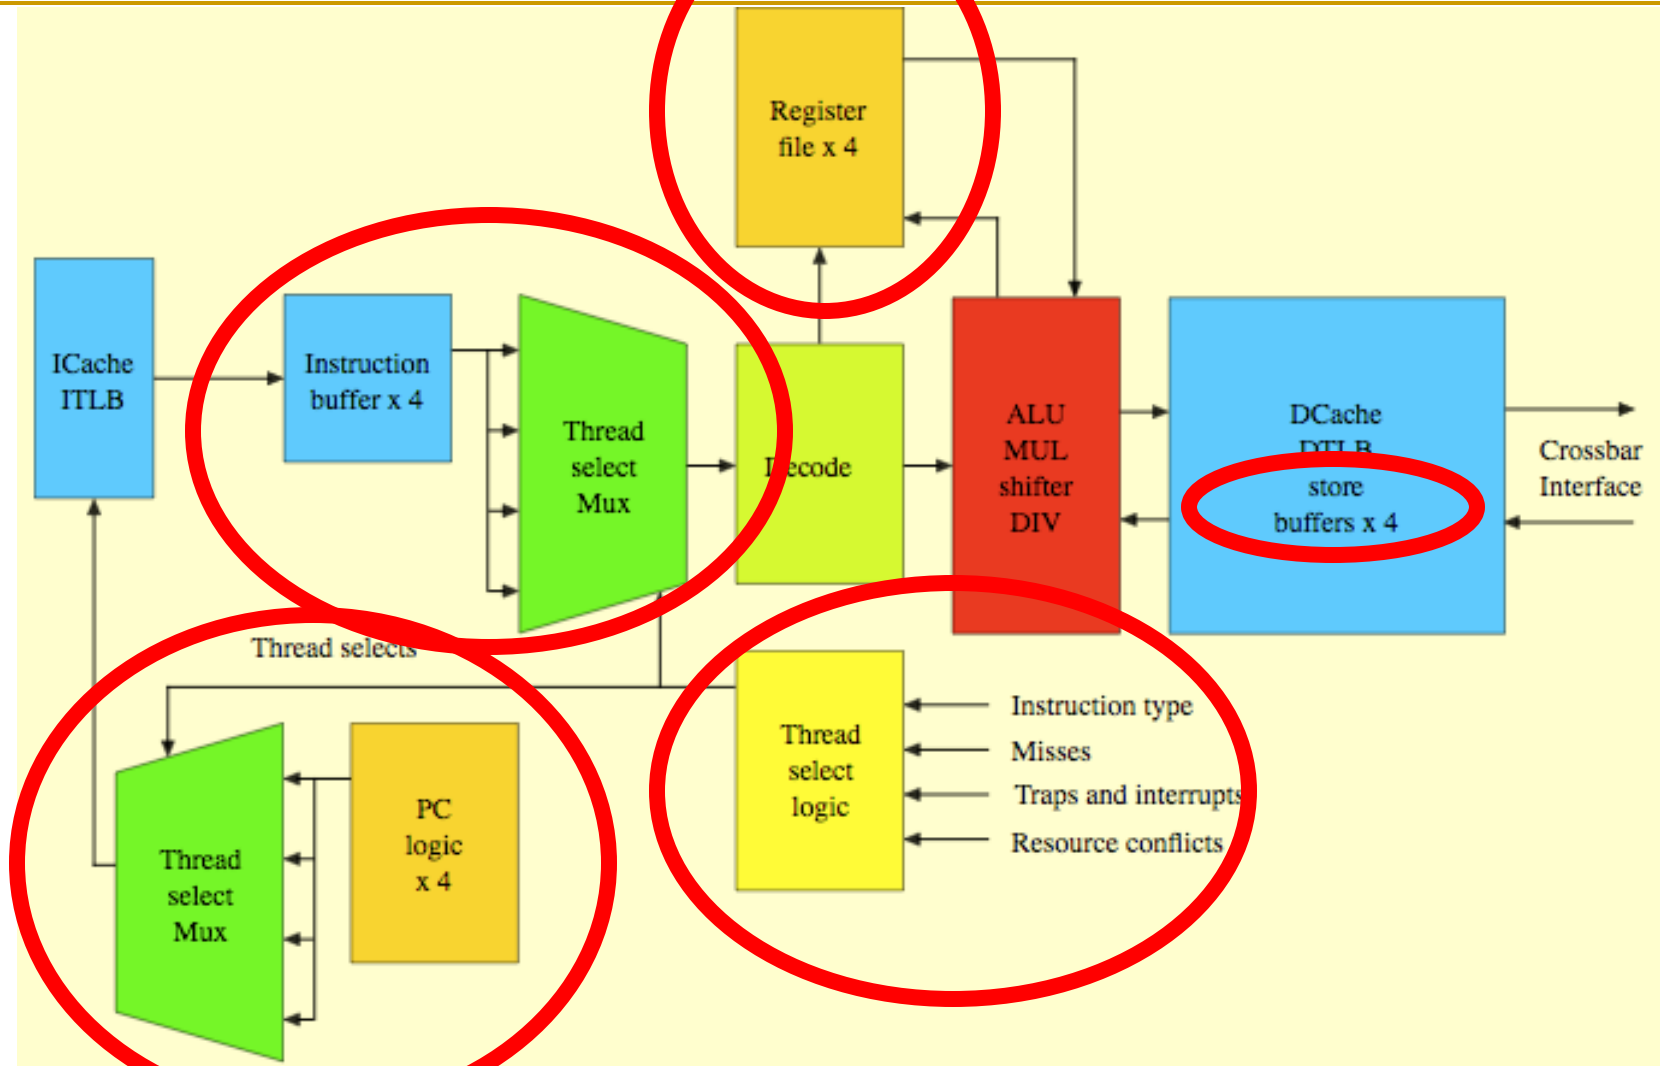 Register
file x 4
ICache
ITLB
Instruction
buffer x 4
Thread
select
Mux
Decode
ALU
MUL
shifter
DIV
DCache
DTLB
store
buffers x 4
Crossbar
Interface
Thread selects
Thread
select
Mux
PC
logic
x 4
Thread
select
logic
Instruction type
Misses
Traps and interrupts
Resource conflicts